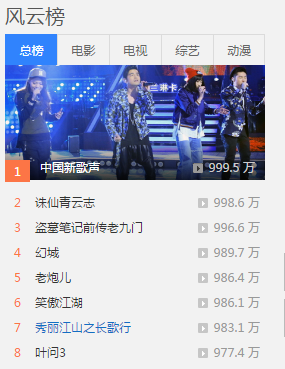 风云榜
总榜 电影 电视 综艺 动漫
兰琳卡
1 中国新歌声 999.5 万
2 诛仙青云志 998.6 万
3 盗墓笔记前传老九门 996.6 万
4 幻城 989.7 万
5 老炮儿 986.4 万
6 笑傲江湖 986.1 万
7 秀丽江山之长歌行 983.1 万
8 叶问3 977.4 万